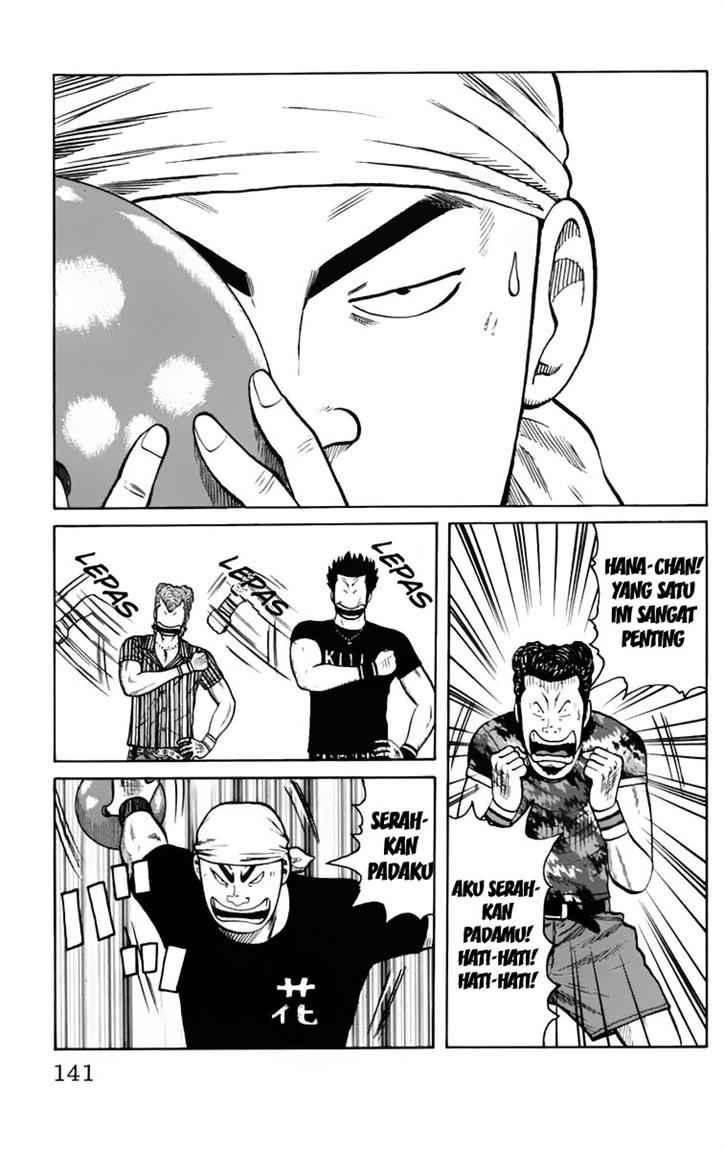 HANA-CHAN!
YANG SATU
INI SANGAT
PENTING
AKU SERAH-
KAN
PADAMU!
HATI-HATI!
HATI-HATI!
LEPAS
LEPAS
LEPAS
SERAH-
KAN
PADAKU
花
141